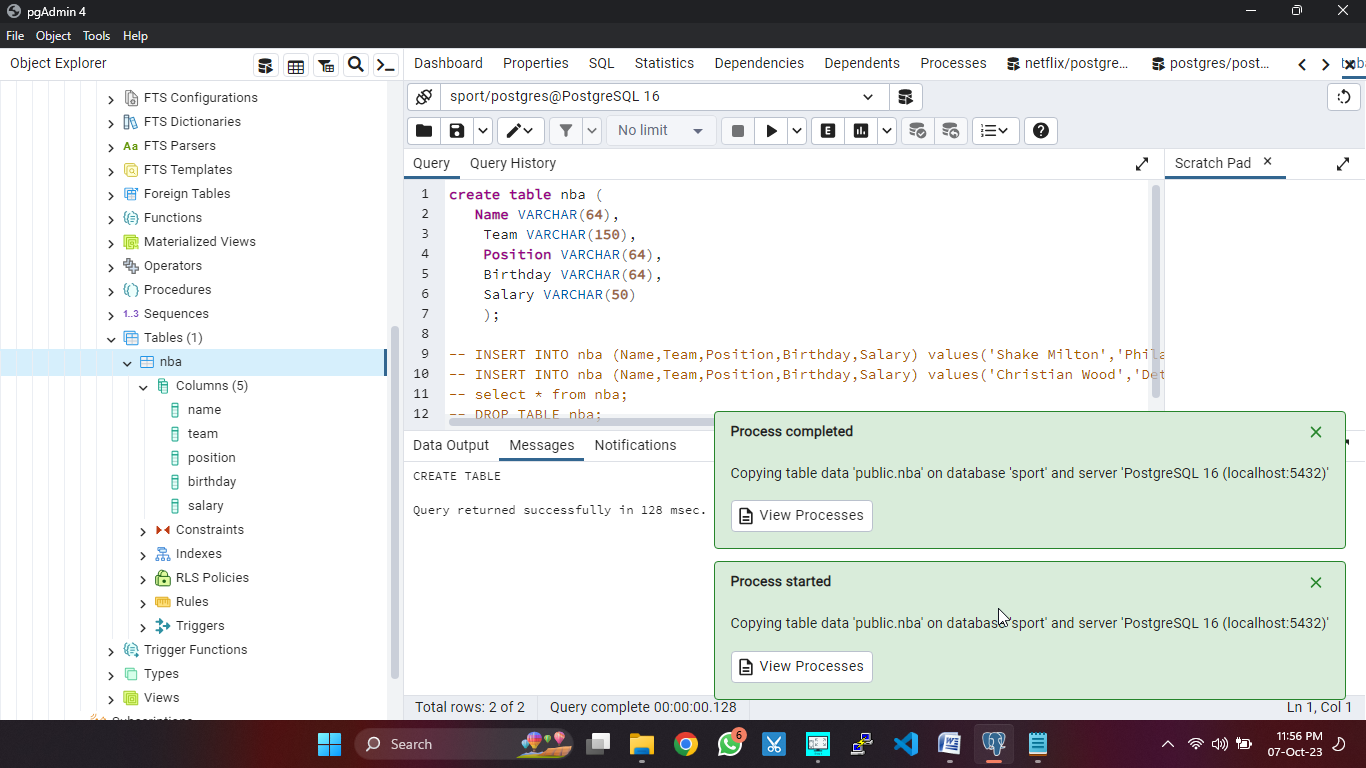 pgAdmin 4
File Object Tools Help
Object Explorer
Dashboard Properties SQL Statistics Dependencies Dependents Processes netflix/postgre... postgres/post...
FTS Configurations
FTS Dictionaries
Aa FTS Parsers
FTS Templates
Foreign Tables
Functions
Materialized Views
Operators
Procedures
1..3 Sequences
Tables (1)
nba
Columns (5)
name
team
position
birthday
salary
Constraints
Indexes
RLS Policies
Rules
Triggers
Trigger Functions
Types
Views
sport/postgres@PostgreSQL 16
No limit
E
Query Query History
Scratch Pad
1 create table nba (
2 Name VARCHAR(64),
3 Team VARCHAR(150),
4 Position VARCHAR(64),
5 Birthday VARCHAR(64),
6 Salary VARCHAR(50)
7 );
8
9 -- INSERT INTO nba (Name,Team,Position,Birthday,Salary) values('Shake Milton','Phila
10 -- INSERT INTO nba (Name,Team,Position,Birthday,Salary) values('Christian Wood','Det
11 -- select * from nba;
12 -- DROP TABLE nba;
Data Output Messages Notifications
CREATE TABLE
Query returned successfully in 128 msec.
Process completed
Copying table data 'public.nba' on database 'sport' and server 'PostgreSQL 16 (localhost:5432)'
View Processes
Process started
Copying table data 'public.nba' on database 'sport' and server 'PostgreSQL 16 (localhost:5432)'
View Processes
Total rows: 2 of 2 Query complete 00:00:00.128
Ln 1, Col 1
Search
6
11:56 PM
07-Oct-23